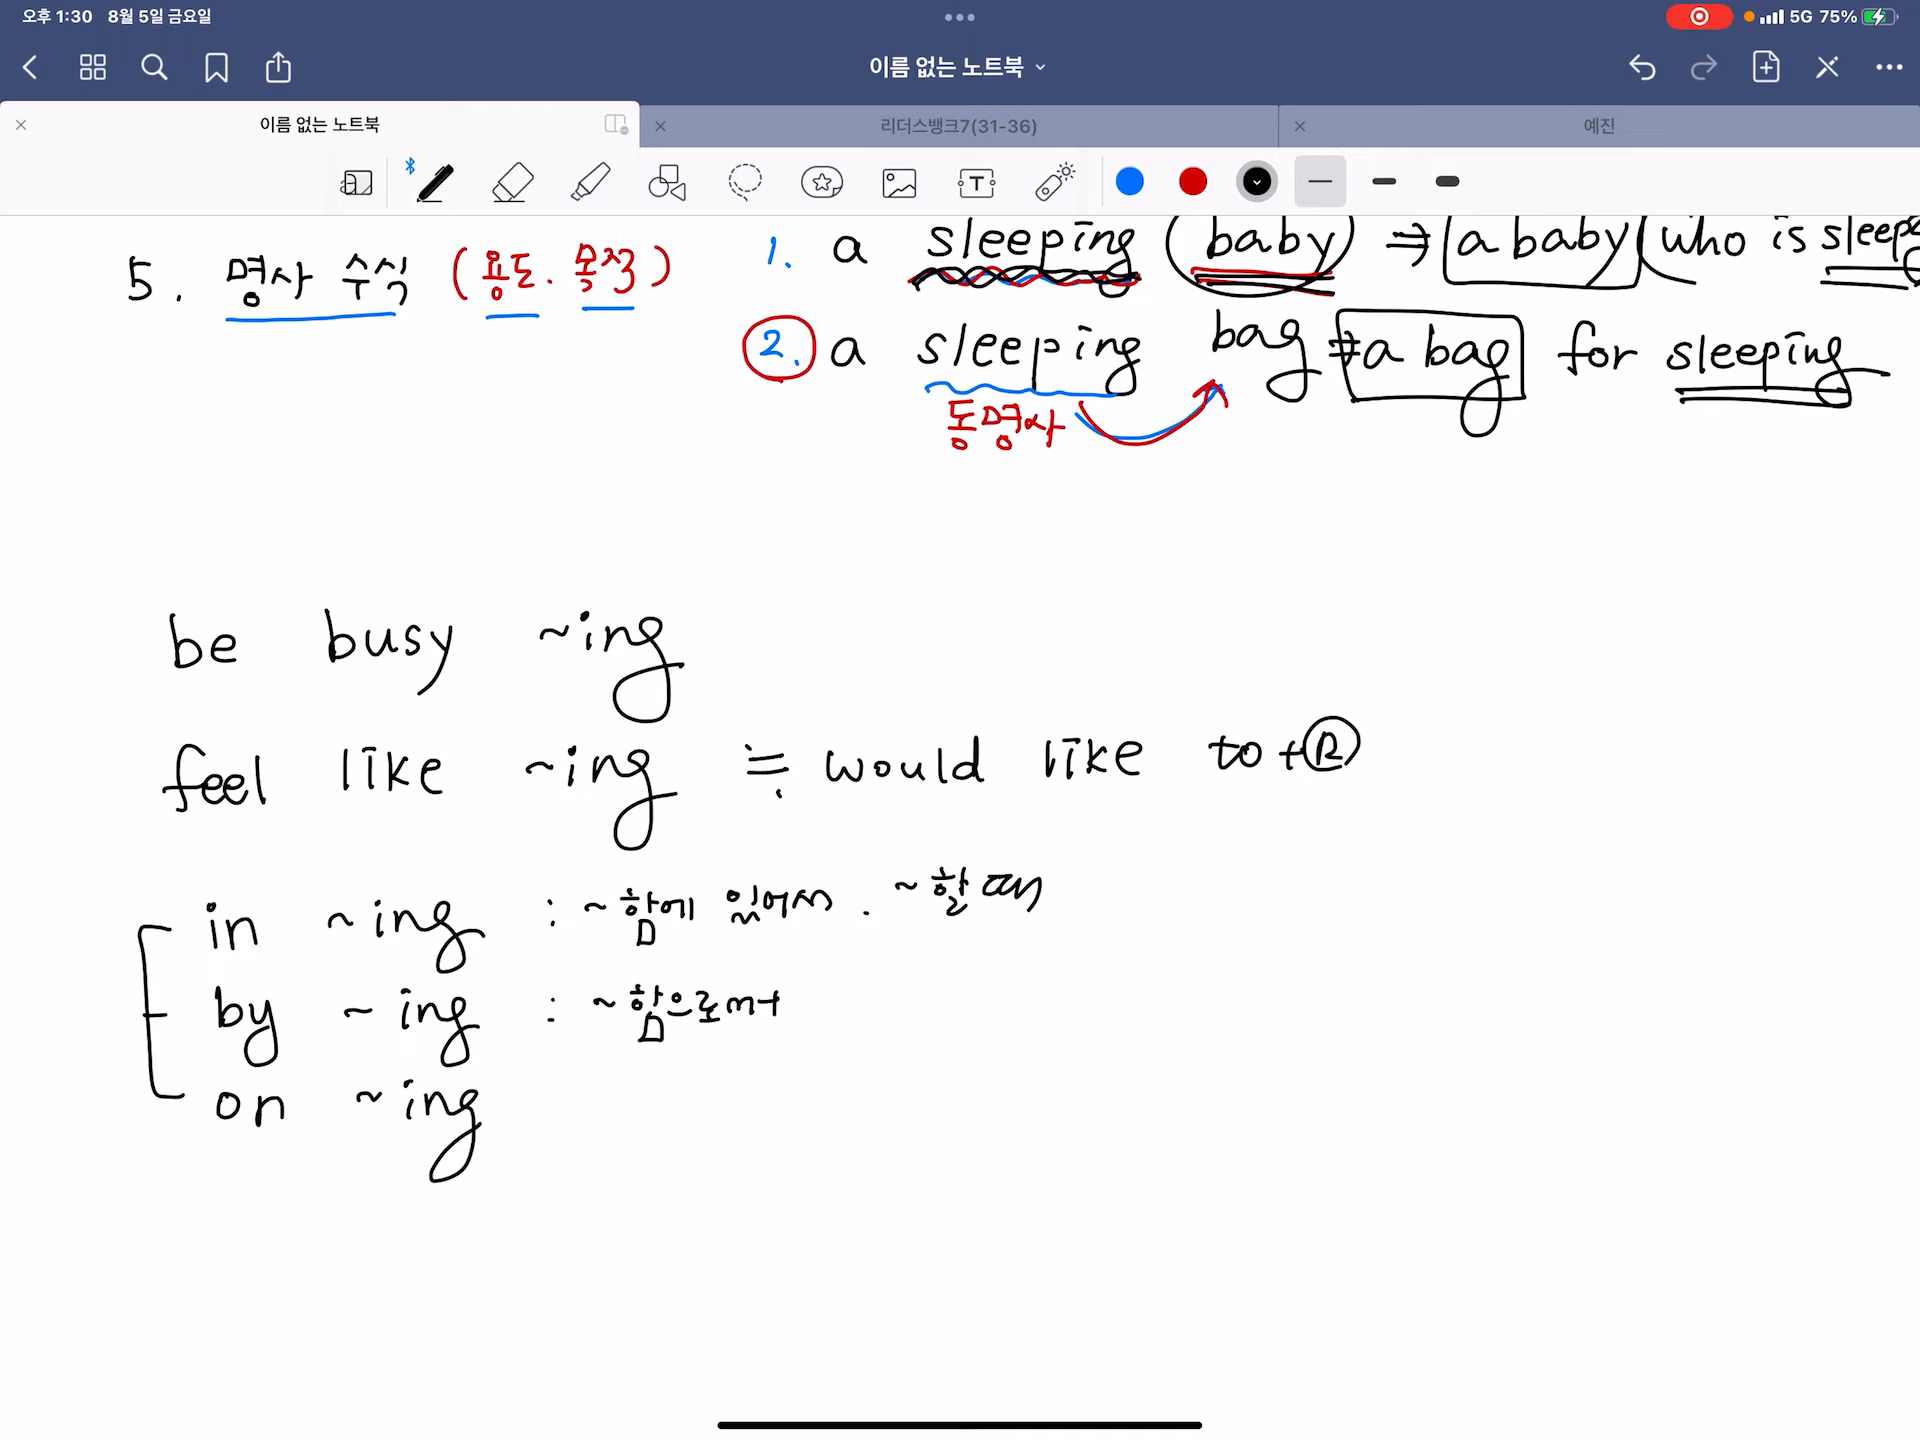 오후 1:30 8월 5일 금요일
5G 75%
이름 없는 노트북
이름 없는 노트북
리더스뱅크7(31-36)
예진
5. 명사 수식 (용도. 목적)
1. a sleeping (baby) ⇒ a baby (who is sleep
2. a sleeping bag ⇒ a bag for sleeping
동명사
be busy ~ing
feel like ~ing ≒ would like to +Ⓡ
in ~ing : ~함에 있어서. ~할 때
by ~ing : ~함으로써
on ~ing